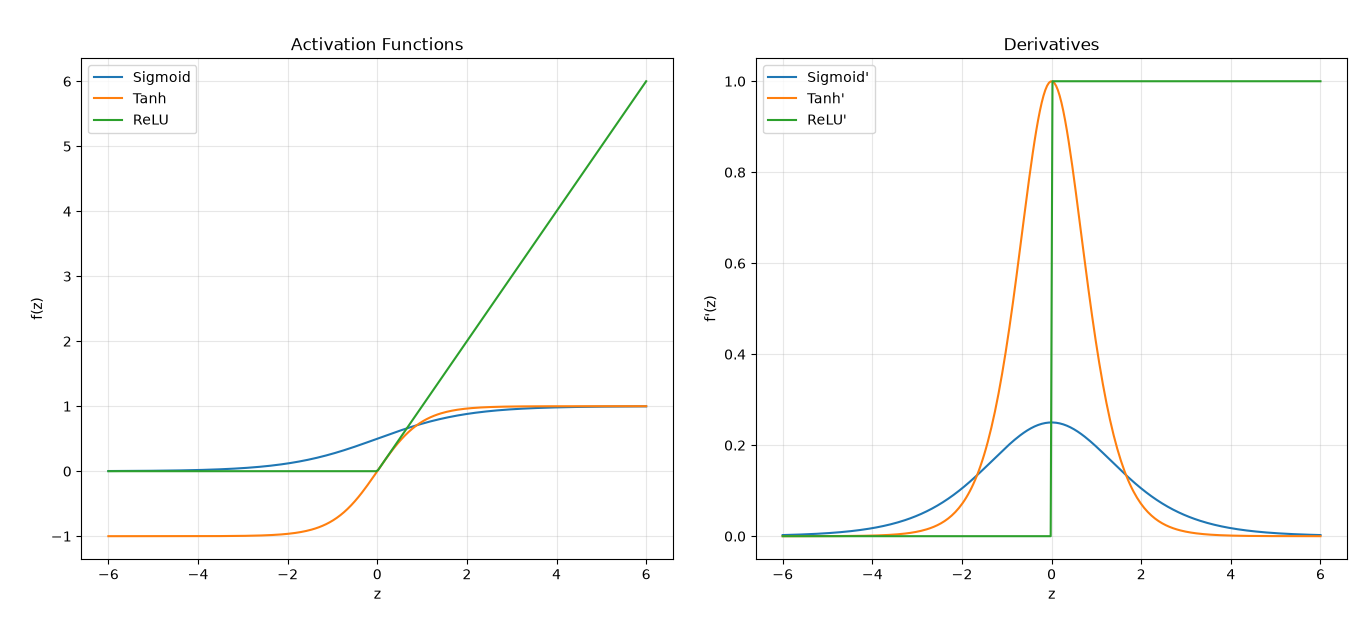 Activation Functions
Sigmoid
Tanh
ReLU
6
5
4
3
2
1
0
−1
f(z)
−6 −4 −2 0 2 4 6
z
Derivatives
Sigmoid'
Tanh'
ReLU'
1.0
0.8
0.6
0.4
0.2
0.0
f'(z)
−6 −4 −2 0 2 4 6
z